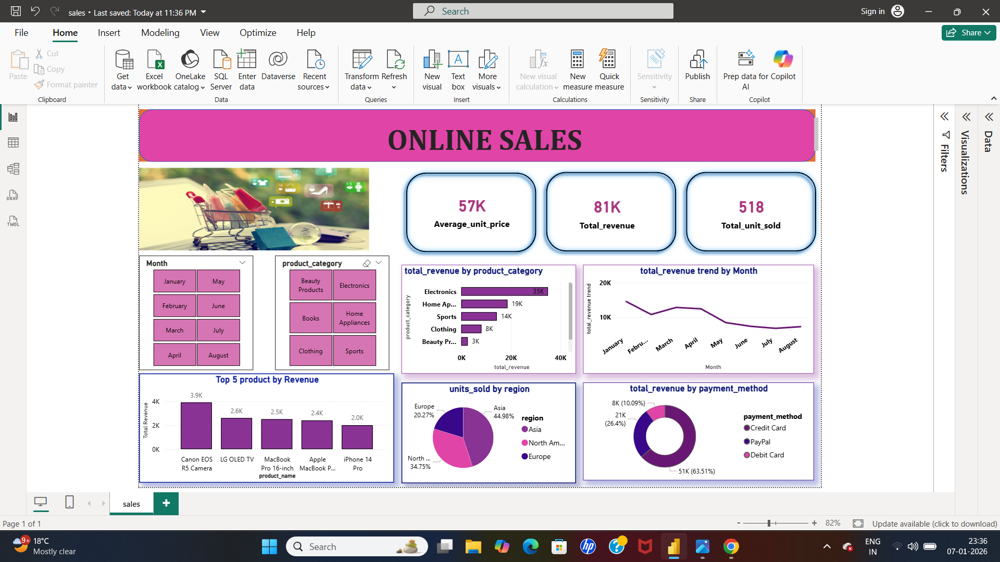 sales • Last saved: Today at 11:36 PM
Search
Sign in
File
Home
Insert
Modeling
View
Optimize
Help
Share
Paste
Cut
Copy
Format painter
Clipboard
Get data
Excel workbook
OneLake catalog
SQL Server
Enter data
Dataverse
Recent sources
Data
Transform data
Refresh
Queries
New visual
Text box
More visuals
Insert
New visual calculation
New measure
Quick measure
Calculations
Sensitivity
Sensitivity
Publish
Share
Prep data for AI
Copilot
Copilot
DAX
TMDL
Filters
Visualizations
Data
ONLINE SALES
57K
Average_unit_price
81K
Total_revenue
518
Total_unit_sold
Month
January
May
February
June
March
July
April
August
product_category
Beauty Products
Electronics
Books
Home Appliances
Clothing
Sports
total_revenue by product_category
product_category
Electronics
35K
Home Ap...
19K
Sports
14K
Clothing
8K
Beauty Pr...
3K
0K
20K
40K
total_revenue
total_revenue trend by Month
total_revenue trend
20K
10K
January
Febru...
March
April
May
June
July
August
Month
Top 5 product by Revenue
Total Revenue
4K
2K
0K
3.9K
2.6K
2.5K
2.4K
2.0K
Canon EOS R5 Camera
LG OLED TV
MacBook Pro 16-inch
Apple MacBook P...
iPhone 14 Pro
product_name
units_sold by region
Europe
20.27%
Asia
44.98%
North ...
34.75%
region
Asia
North Am...
Europe
total_revenue by payment_method
8K (10.09%)
21K
(26.4%)
51K (63.51%)
payment_method
Credit Card
PayPal
Debit Card
sales
Page 1 of 1
82%
Update available (click to download)
9+
18°C
Mostly clear
Search
hp
ENG
IN
23:36
07-01-2026